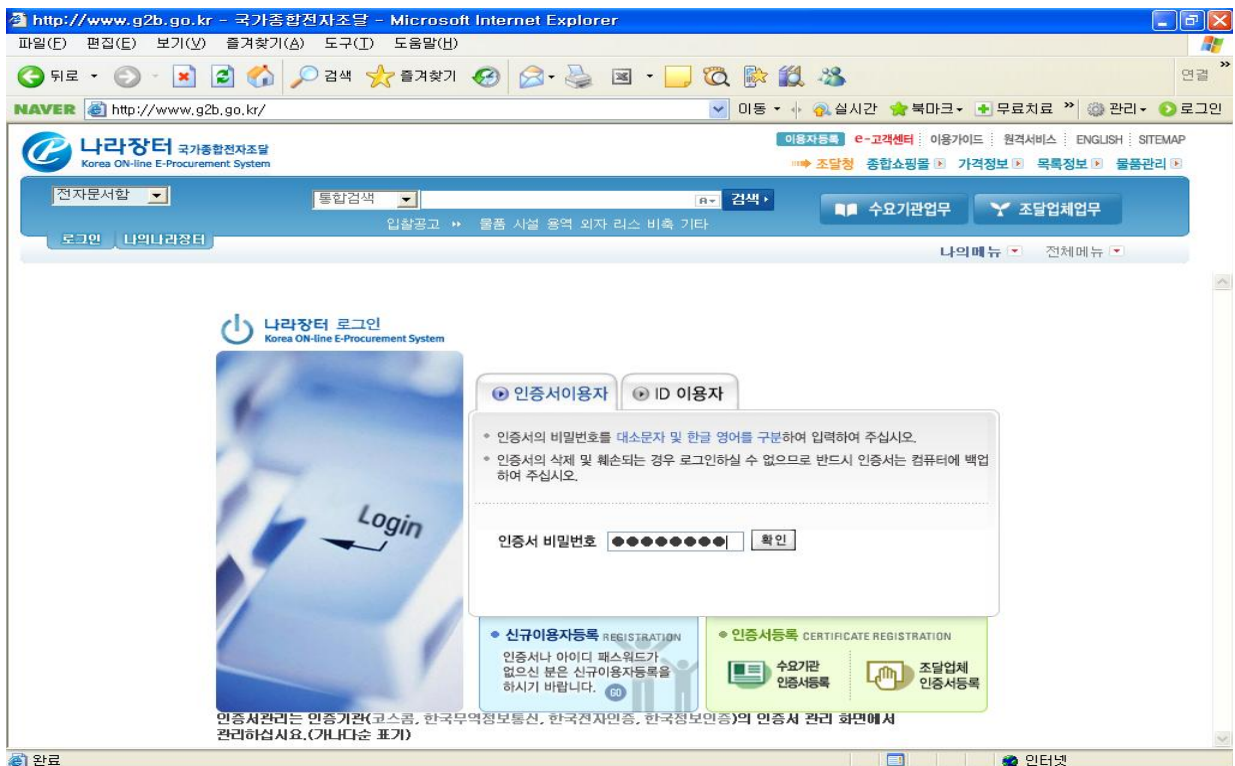 http://www.g2b.go.kr - 국가종합전자조달 - Microsoft Internet Explorer
파일(F) 편집(E) 보기(V) 즐겨찾기(A) 도구(T) 도움말(H)
뒤로 검색 즐겨찾기 연결
NAVER http://www.g2b.go.kr/ 이동 실시간 북마크 무료치료 관리 로그인
나라장터 국가종합전자조달
Korea ON-line E-Procurement System
이용자등록 e-고객센터 이용가이드 원격서비스 ENGLISH SITEMAP
조달청 종합쇼핑몰 가격정보 목록정보 물품관리
전자문서함 통합검색 검색 수요기관업무 조달업체업무
입찰공고 물품 시설 용역 외자 리스 비축 기타
로그인 나의나라장터
나의메뉴 전체메뉴
나라장터 로그인
Korea ON-line E-Procurement System
Login
인증서이용자 ID 이용자
인증서의 비밀번호를 대소문자 및 한글 영어를 구분하여 입력하여 주십시오.
인증서의 삭제 및 훼손되는 경우 로그인하실 수 없으므로 반드시 인증서는 컴퓨터에 백업
하여 주십시오.
인증서 비밀번호 ●●●●●●●● 확인
신규이용자등록 REGISTRATION
인증서나 아이디 패스워드가
없으신 분은 신규이용자등록을
하시기 바랍니다. GO
인증서등록 CERTIFICATE REGISTRATION
수요기관
인증서등록
조달업체
인증서등록
인증서관리는 인증기관(코스콤, 한국무역정보통신, 한국전자인증, 한국정보인증)의 인증서 관리 화면에서
관리하십시요.(가나다순 표기)
완료 인터넷